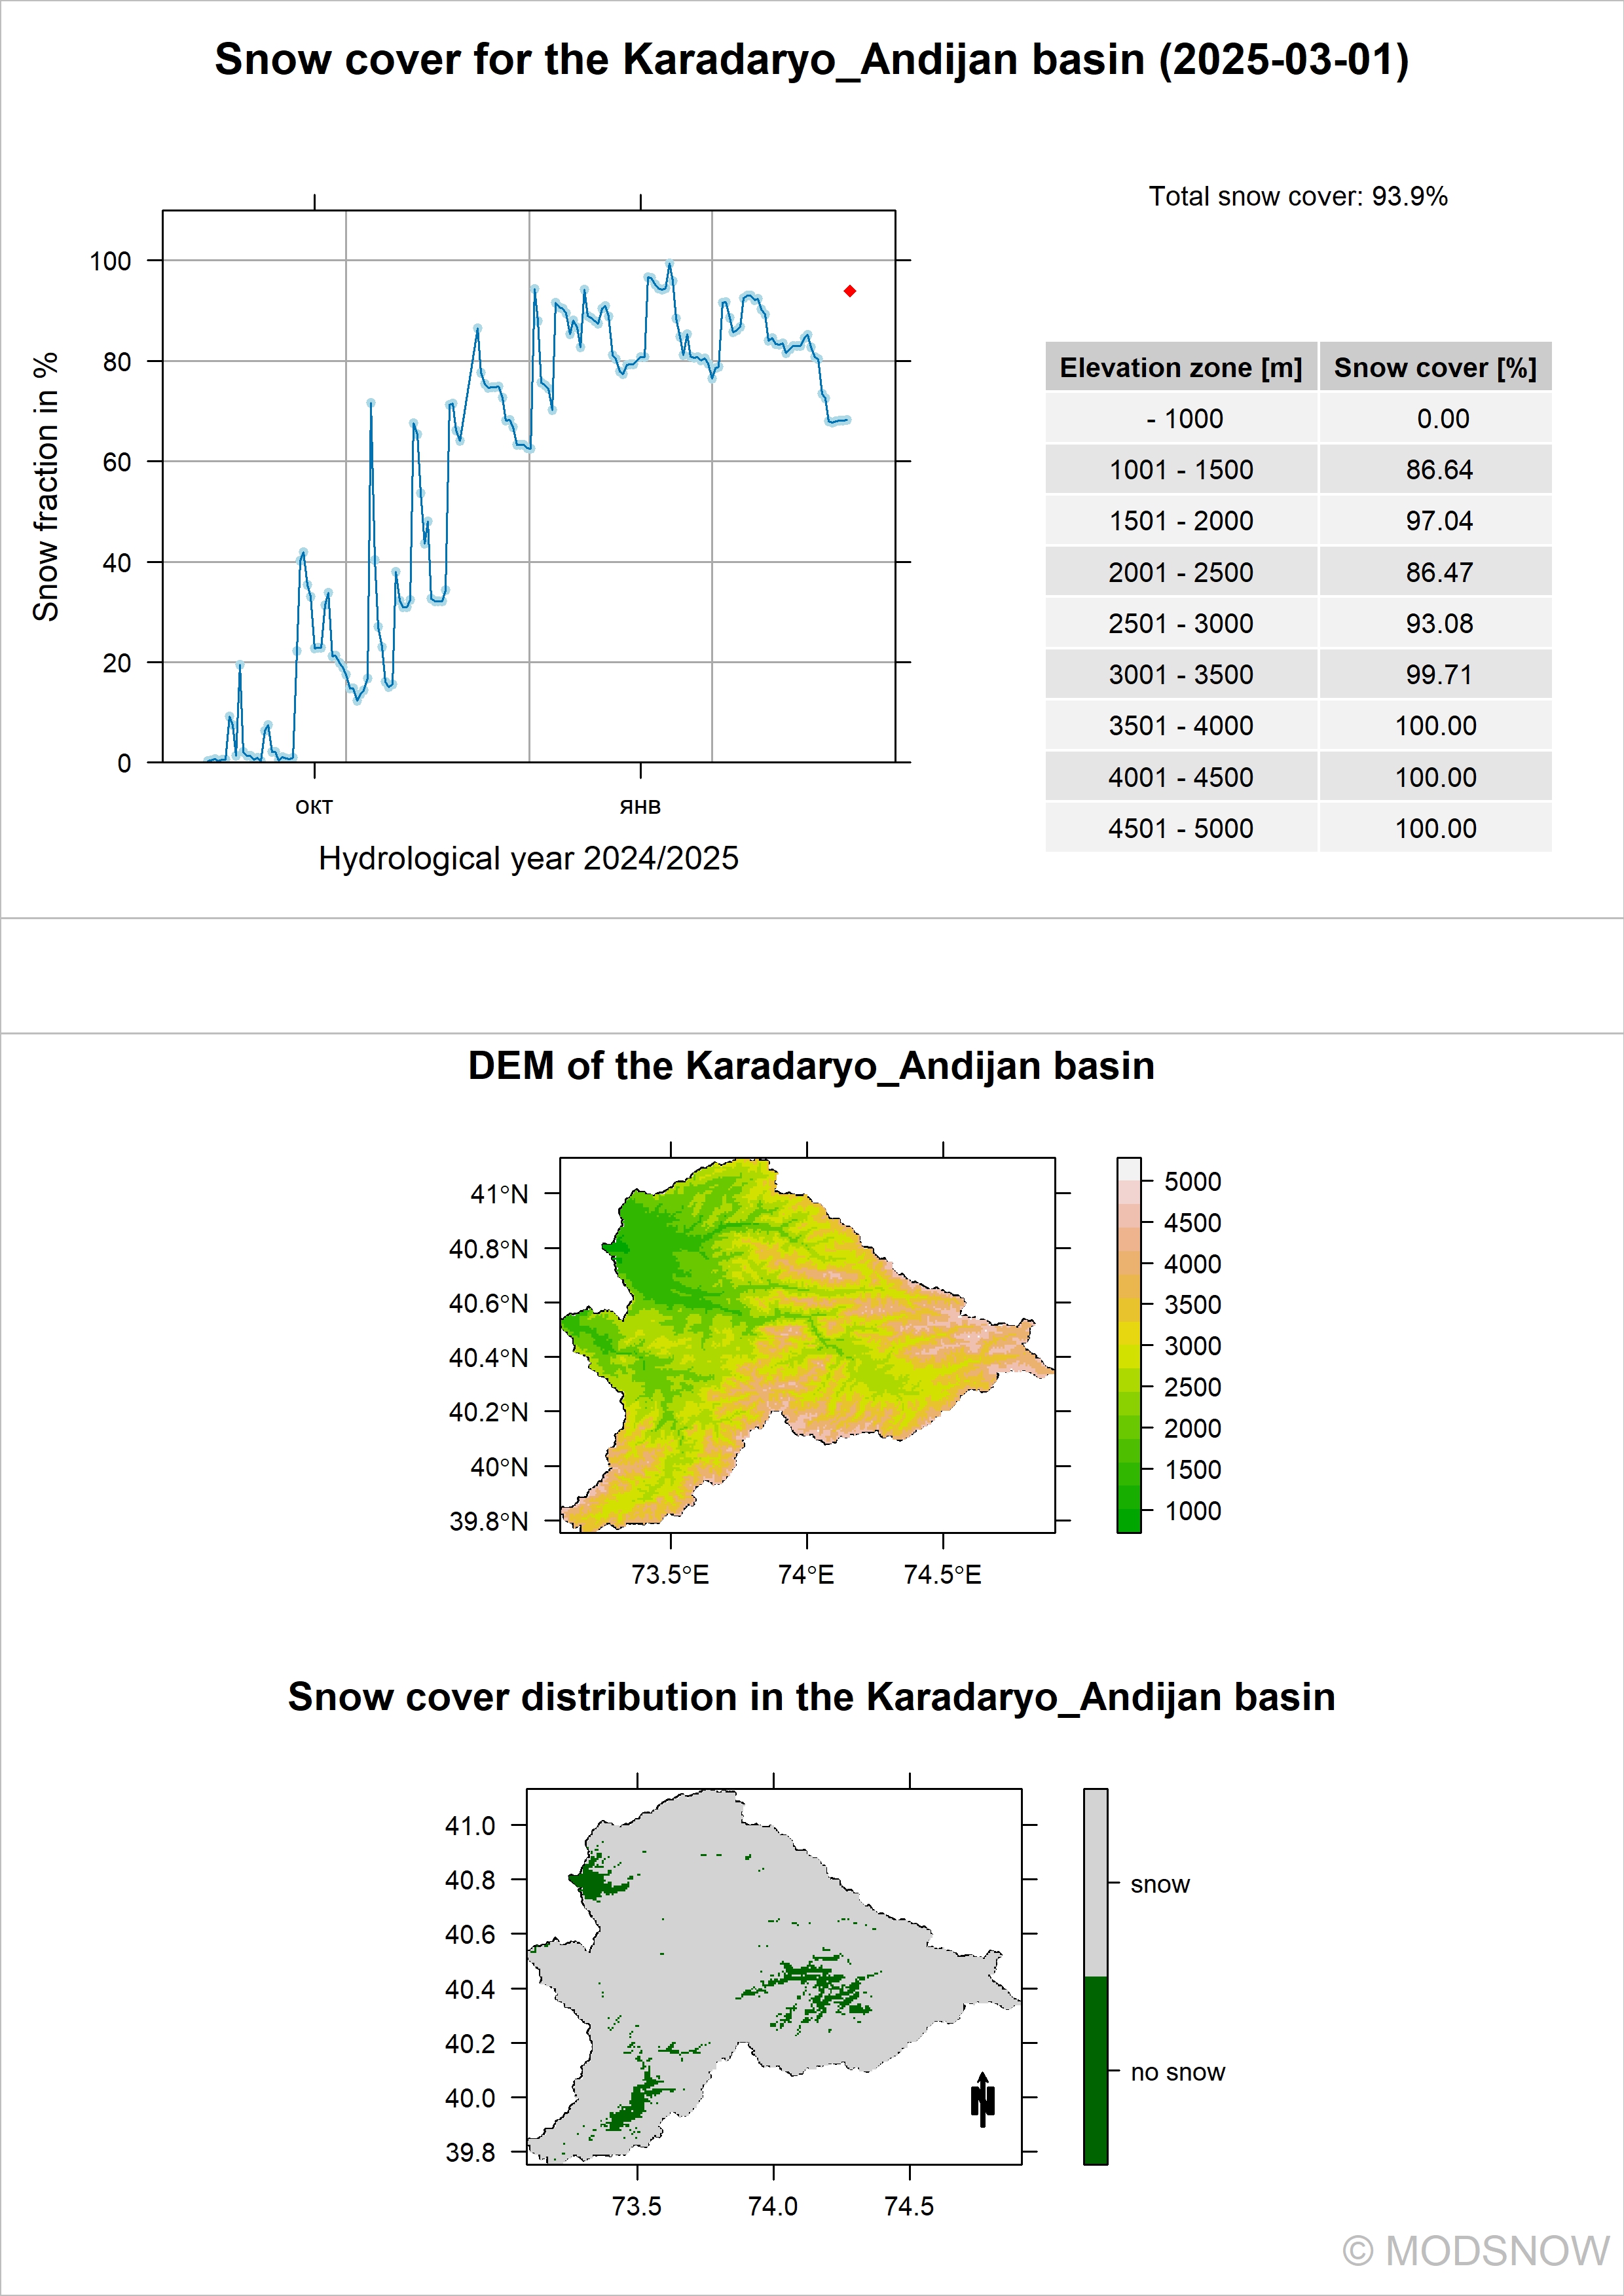 Snow cover for the Karadaryo_Andijan basin (2025-03-01)
Snow fraction in %
100
80
60
40
20
0
окт
янв
Hydrological year 2024/2025
Total snow cover: 93.9%
Elevation zone [m] Snow cover [%]
- 1000 0.00
1001 - 1500 86.64
1501 - 2000 97.04
2001 - 2500 86.47
2501 - 3000 93.08
3001 - 3500 99.71
3501 - 4000 100.00
4001 - 4500 100.00
4501 - 5000 100.00
DEM of the Karadaryo_Andijan basin
41°N
40.8°N
40.6°N
40.4°N
40.2°N
40°N
39.8°N
73.5°E 74°E 74.5°E
5000
4500
4000
3500
3000
2500
2000
1500
1000
Snow cover distribution in the Karadaryo_Andijan basin
41.0
40.8
40.6
40.4
40.2
40.0
39.8
73.5 74.0 74.5
N
snow
no snow
© MODSNOW